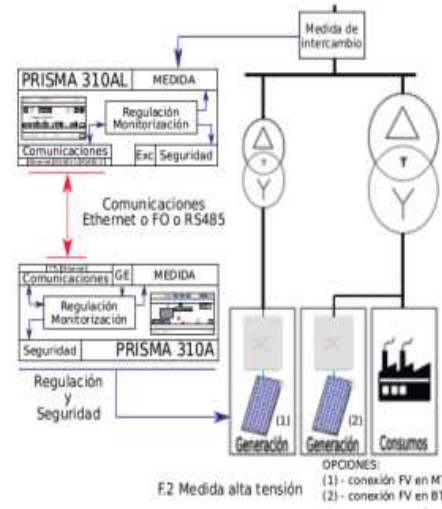 Medida de
intercambio
PRISMA 310AL
MEDIDA
Regulación
Monitorización
Comunicaciones
Exc
Seguridad
Comunicaciones
Ethernet o FO o RS485
Comunicaciones
GE
MEDIDA
Regulación
Monitorización
Seguridad
PRISMA 310A
Regulación
y
Seguridad
(1)
(2)
Generación
Generación
Consumos
F.2 Medida alta tensión
OPCIONES:
(1) - conexión FV en MT
(2) - conexión FV en BT